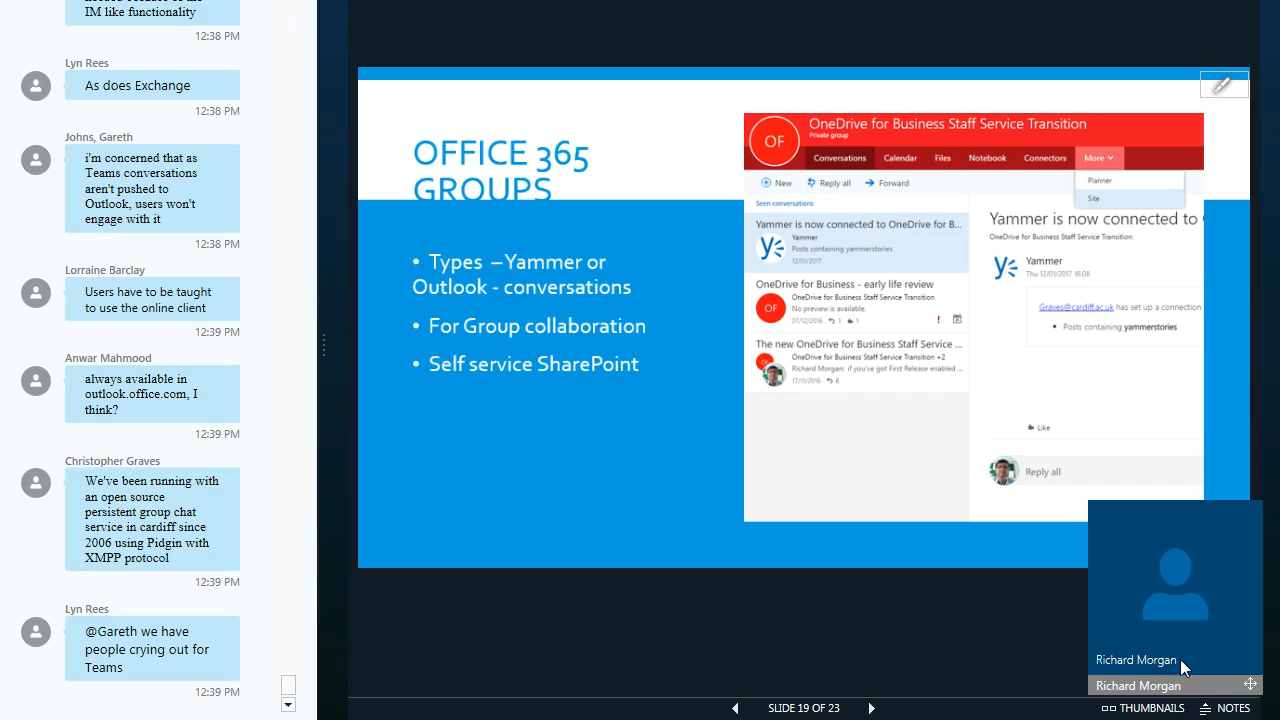 IM like functionality
12:38 PM
Lyn Rees
As does Exchange
12:38 PM
Johns, Gareth
i'm concerned that as
Teams conversations
pushed to
Outlook, users won't
engage with it
12:38 PM
Lorraine Barclay
Users have to be taught
to use the online client
12:39 PM
Anwar Mahmood
always available in
outlook.office.com, I
think?
12:39 PM
Christopher Graves
We've been running with
an open source
persistent group chat
service in cardiff since
2006 using Pidgin with
XMPP protocol
12:39 PM
Lyn Rees
@Gareth we have
people crying out for
Teams
12:39 PM
OFFICE 365
GROUPS
• Types – Yammer or
Outlook - conversations
• For Group collaboration
• Self service SharePoint
OF
OneDrive for Business Staff Service Transition
Private group
Conversations Calendar Files Notebook Connectors More
Planner
Site
New Reply all Forward
Seen conversations
Yammer is now connected to OneDrive for B...
Yammer
Posts containing yammerstories
12/01/2017
OneDrive for Business - early life review
OF
OneDrive for Business Staff Service Transition
No preview is available.
07/12/2016 1 1
The new OneDrive for Business Staff Service ...
OneDrive for Business Staff Service Transition +2
Richard Morgan: if you've got First Release enabled ...
17/11/2016 6
Yammer is now connected to
OneDrive for Business Staff Service Transition;
Yammer
Thu 12/01/2017 16:08
Graves@cardiff.ac.uk has set up a connection
• Posts containing yammerstories
Like
Reply all
Richard Morgan
Richard Morgan
SLIDE 19 OF 23
THUMBNAILS NOTES